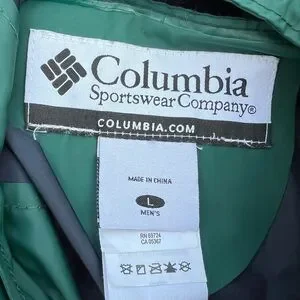 Columbia
Sportswear Company®
COLUMBIA.COM
MADE IN CHINA
L
MEN'S
RN 69724
CA 05367